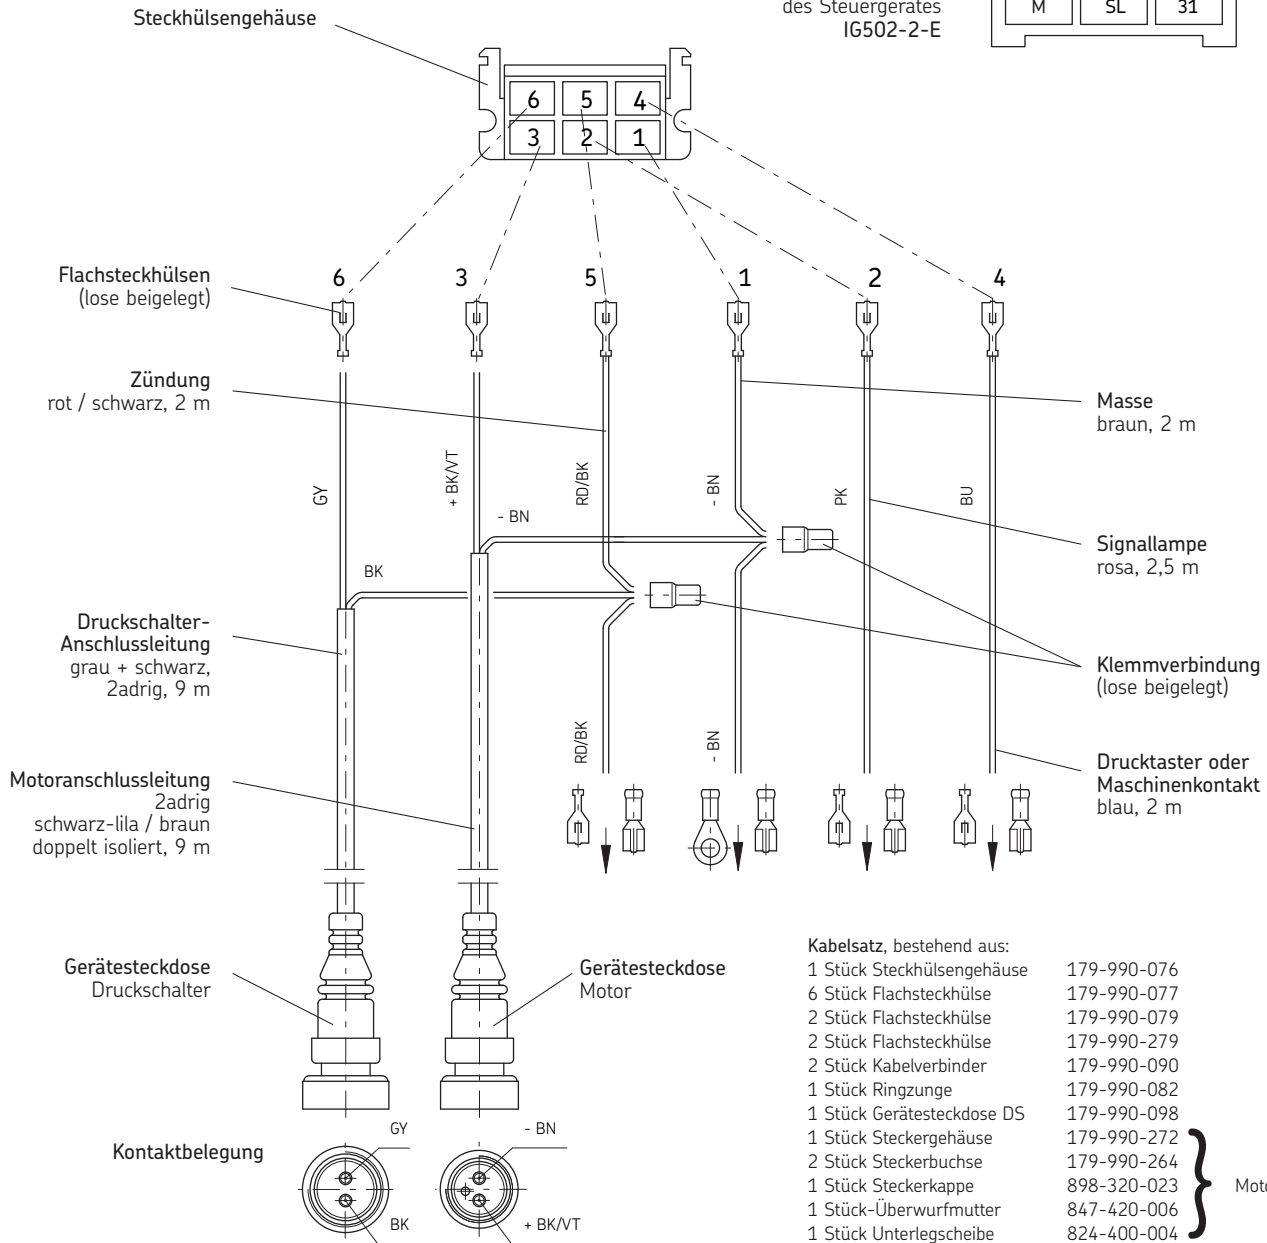 Steckhülsengehäuse
des Steuergerätes
IG502-2-E
M SL 31
6 5 4
3 2 1
Flachsteckhülsen
(lose beigelegt)
6 3 5 1 2 4
Zündung
rot / schwarz, 2 m
Masse
braun, 2 m
GY
+ BK/VT
RD/BK
- BN
PK
BU
- BN
Signallampe
rosa, 2,5 m
BK
Druckschalter-
Anschlussleitung
grau + schwarz,
2adrig, 9 m
Klemmverbindung
(lose beigelegt)
RD/BK
- BN
Motoranschlussleitung
2adrig
schwarz-lila / braun
doppelt isoliert, 9 m
Drucktaster oder
Maschinenkontakt
blau, 2 m
Gerätesteckdose
Druckschalter
Gerätesteckdose
Motor
Kontaktbelegung
GY
BK
- BN
+ BK/VT
Kabelsatz, bestehend aus:
1 Stück Steckhülsengehäuse 179-990-076
6 Stück Flachsteckhülse 179-990-077
2 Stück Flachsteckhülse 179-990-079
2 Stück Flachsteckhülse 179-990-279
2 Stück Kabelverbinder 179-990-090
1 Stück Ringzunge 179-990-082
1 Stück Gerätesteckdose DS 179-990-098
1 Stück Steckergehäuse 179-990-272
2 Stück Steckerbuchse 179-990-264
1 Stück Steckerkappe 898-320-023
1 Stück-Überwurfmutter 847-420-006
1 Stück Unterlegscheibe 824-400-004